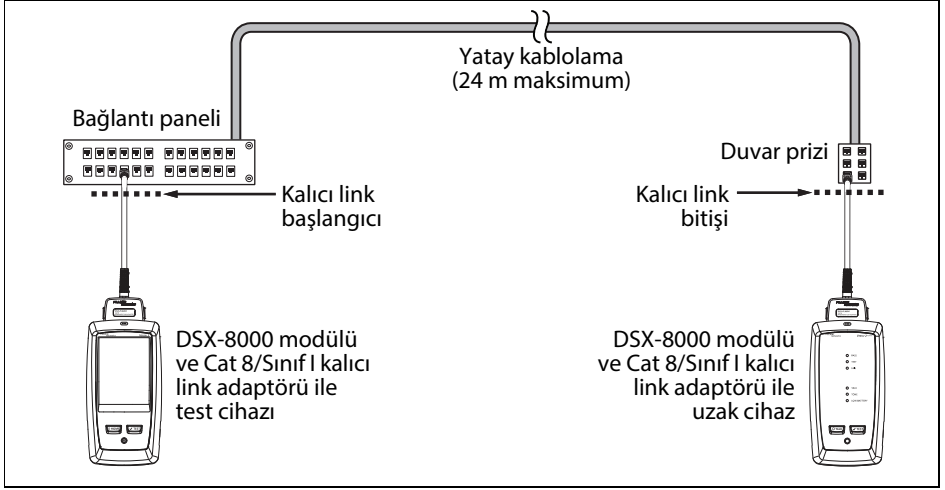 Yatay kablolama
(24 m maksimum)
Bağlantı paneli
Duvar prizi
Kalıcı link
başlangıcı
Kalıcı link
bitişi
DSX-8000 modülü
ve Cat 8/Sınıf I kalıcı
link adaptörü ile
test cihazı
DSX-8000 modülü
ve Cat 8/Sınıf I kalıcı
link adaptörü ile
uzak cihaz